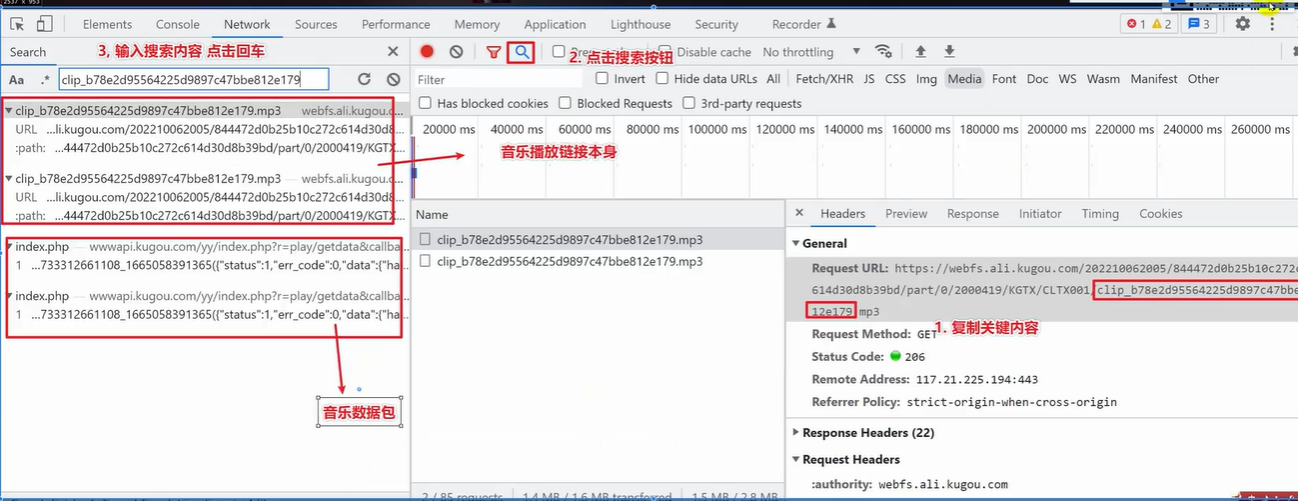 2537 x 953
Elements Console Network Sources Performance Memory Application Lighthouse Security Recorder 1 2 3
Search
3, 输入搜索内容 点击回车
2. 点击搜索按钮
Disable cache No throttling
Aa .* clip_b78e2d95564225d9897c47bbe812e179
Filter Invert Hide data URLs All Fetch/XHR JS CSS Img Media Font Doc WS Wasm Manifest Other
Has blocked cookies Blocked Requests 3rd-party requests
clip_b78e2d95564225d9897c47bbe812e179.mp3 webfs.ali.kugou.c...
URL ...li.kugou.com/202210062005/844472d0b25b10c272c614d30d8...
:path: ...44472d0b25b10c272c614d30d8b39bd/part/0/2000419/KGTX...
clip_b78e2d95564225d9897c47bbe812e179.mp3 — webfs.ali.kugou.c...
URL ...li.kugou.com/202210062005/844472d0b25b10c272c614d30d8...
:path: ...44472d0b25b10c272c614d30d8b39bd/part/0/2000419/KGTX...
index.php — wwwapi.kugou.com/yy/index.php?r=play/getdata&callba...
1 ...733312661108_1665058391365({"status":1,"err_code":0,"data":{"ha...
index.php — wwwapi.kugou.com/yy/index.php?r=play/getdata&callba...
1 ...733312661108_1665058391365({"status":1,"err_code":0,"data":{"ha...
音乐数据包
20000 ms 40000 ms 60000 ms 80000 ms 100000 ms 120000 ms 140000 ms 160000 ms 180000 ms 200000 ms 220000 ms 240000 ms 260000 ms
音乐播放链接本身
Name
clip_b78e2d95564225d9897c47bbe812e179.mp3
clip_b78e2d95564225d9897c47bbe812e179.mp3
2 / 85 requests 1.4 MB / 1.6 MB transferred 1.5 MB / 2.8 MB
Headers Preview Response Initiator Timing Cookies
General
Request URL: https://webfs.ali.kugou.com/202210062005/844472d0b25b10c272c
614d30d8b39bd/part/0/2000419/KGTX/CLTX001/clip_b78e2d95564225d9897c47bbe8
12e179.mp3
1. 复制关键内容
Request Method: GET
Status Code: 206
Remote Address: 117.21.225.194:443
Referrer Policy: strict-origin-when-cross-origin
Response Headers (22)
Request Headers
:authority: webfs.ali.kugou.com